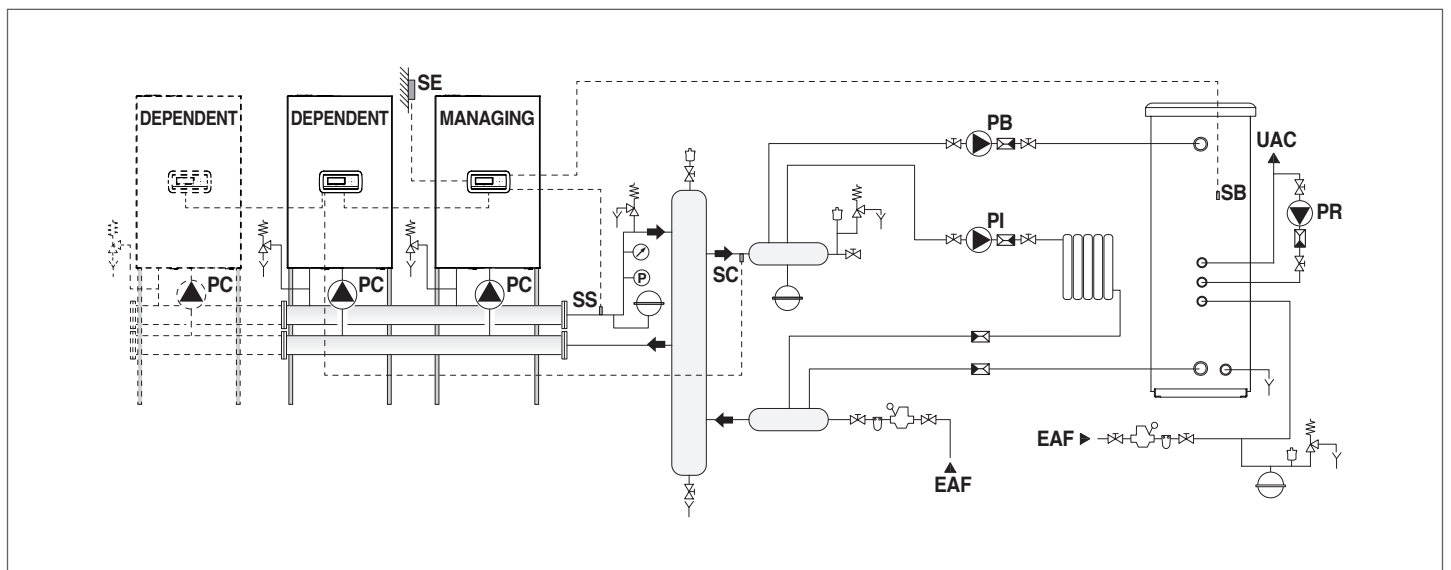 DEPENDENT
DEPENDENT
MANAGING
SE
PB
UAC
SB
PR
PI
SC
PC
PC
PC
SS
P
EAF
EAF